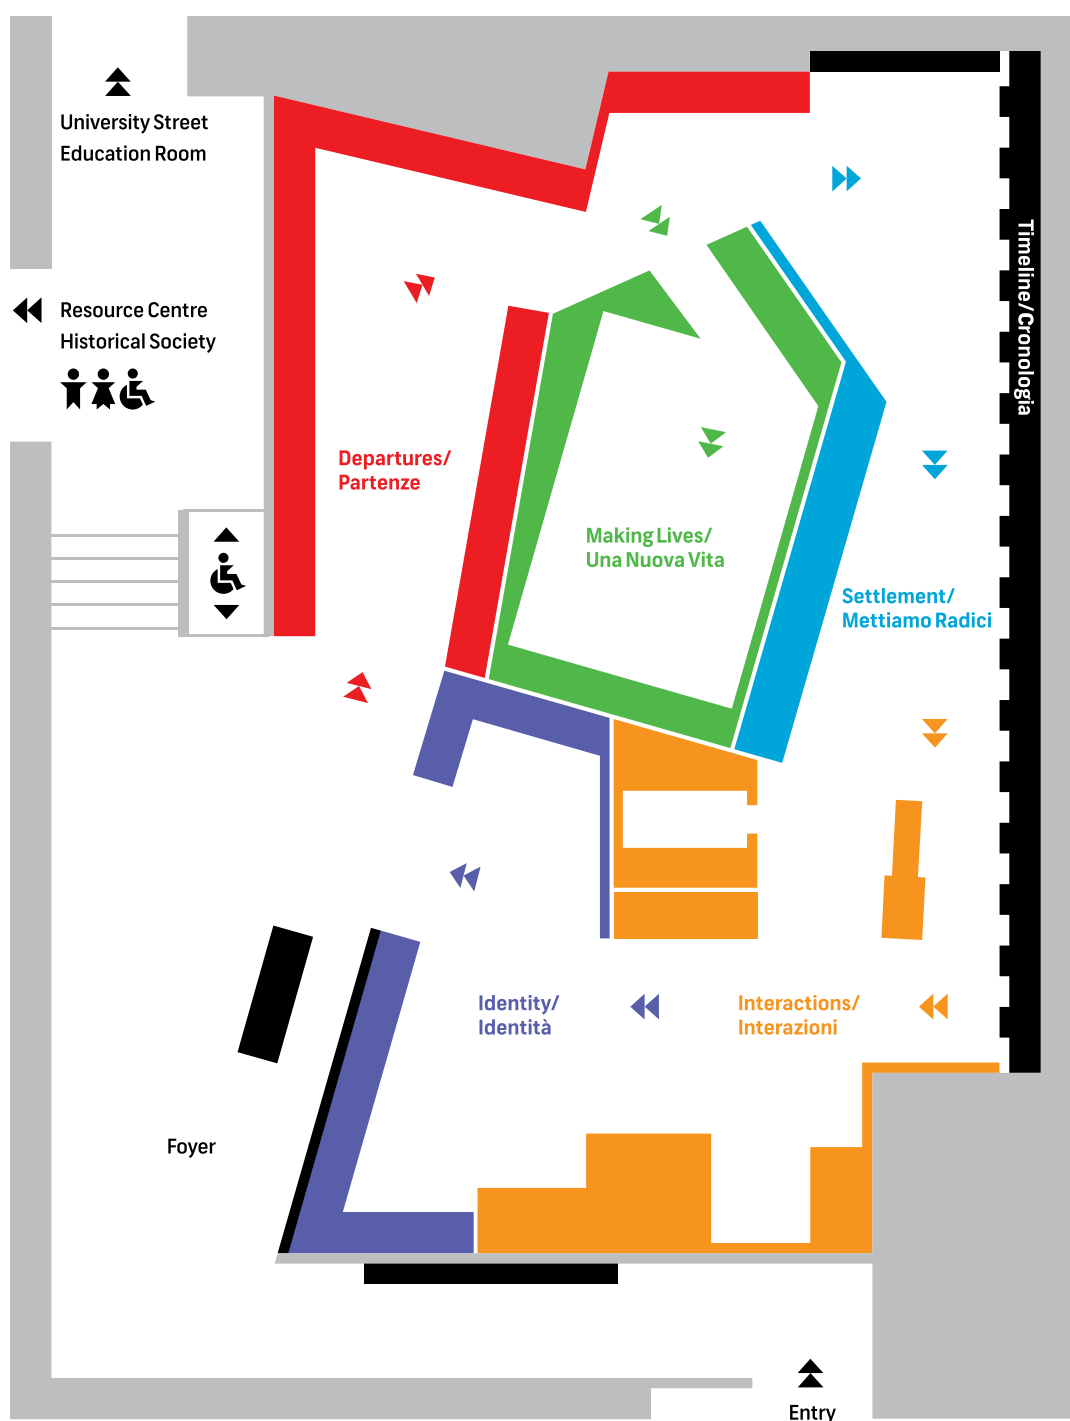 University Street
Education Room
Timeline/Cronologia
Resource Centre
Historical Society
Departures/
Partenze
Making Lives/
Una Nuova Vita
Settlement/
Mettiamo Radici
Identity/
Identità
Interactions/
Interazioni
Foyer
Entry